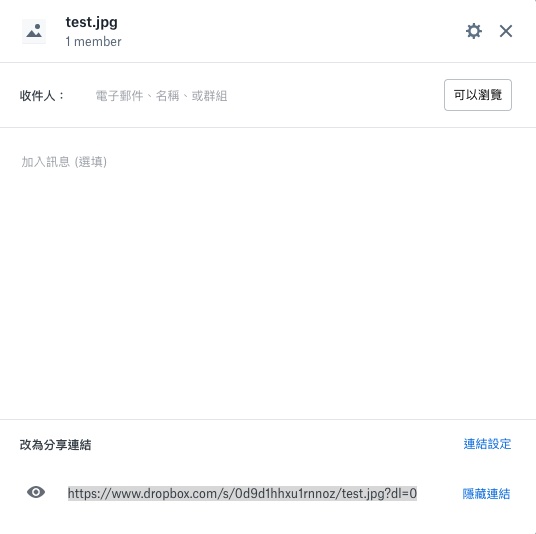 test.jpg
1 member
收件人：
電子郵件、名稱、或群組
可以瀏覽
加入訊息 (選填)
改為分享連結
連結設定
https://www.dropbox.com/s/0d9d1hhxu1rnnoz/test.jpg?dl=0
隱藏連結